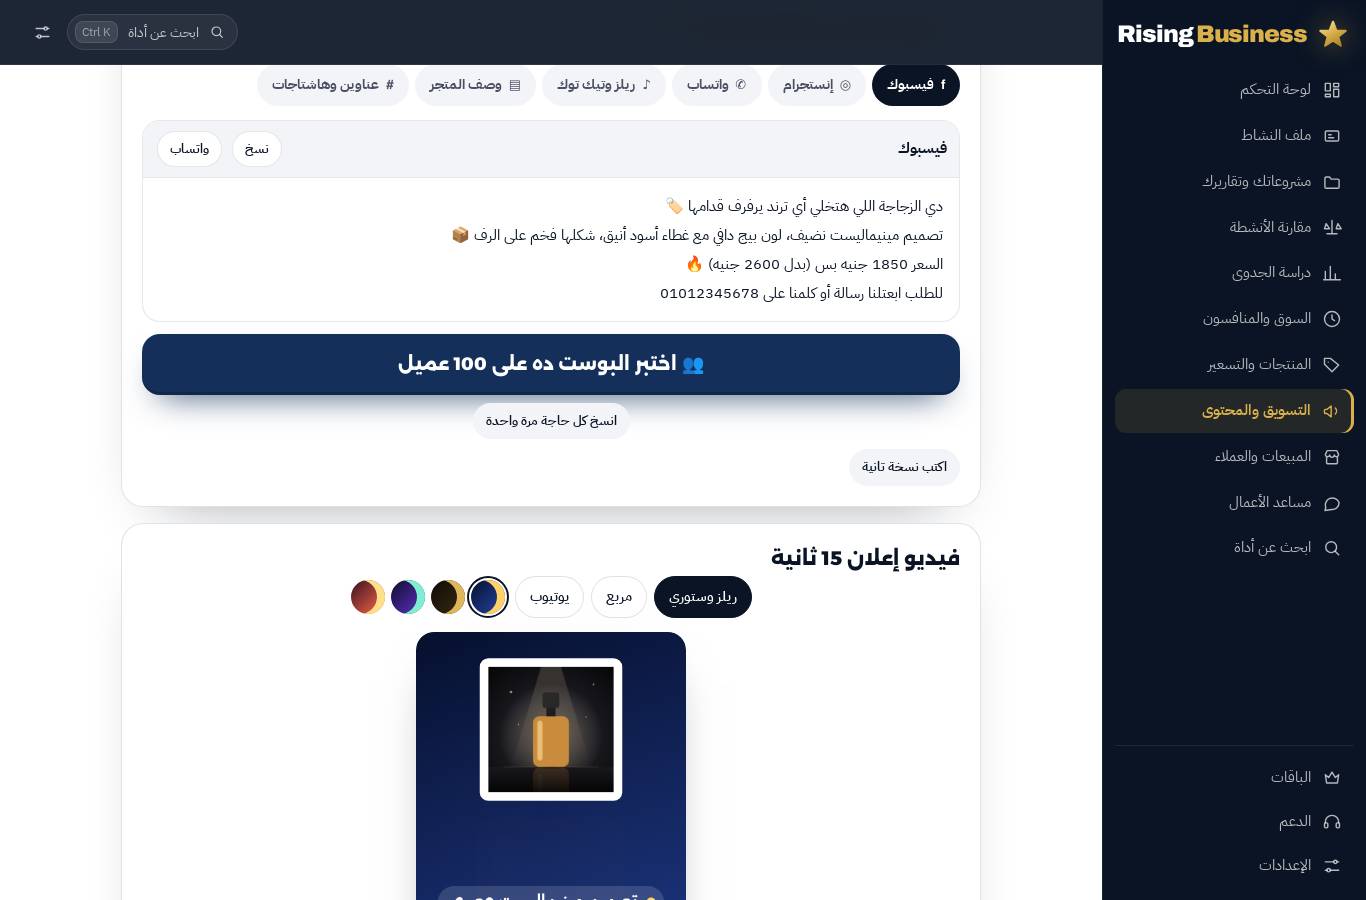 Rising Business
ابحث عن أداة Ctrl K
لوحة التحكم
ملف النشاط
مشروعاتك وتقاريرك
مقارنة الأنشطة
دراسة الجدوى
السوق والمنافسون
المنتجات والتسعير
التسويق والمحتوى
المبيعات والعملاء
مساعد الأعمال
ابحث عن أداة
الباقات
الدعم
الإعدادات
f فيسبوك ◎ إنستجرام ✆ واتساب ♪ ريلز وتيك توك ▤ وصف المتجر # عناوين وهاشتاجات
فيسبوك نسخ واتساب
دي الزجاجة اللي هتخلي أي ترند يرفرف قدامها 🏷️
تصميم مينيماليست نضيف، لون بيج دافي مع غطاء أسود أنيق، شكلها فخم على الرف 📦
السعر 1850 جنيه بس (بدل 2600 جنيه) 🔥
للطلب ابعتلنا رسالة أو كلمنا على 01012345678
👥 اختبر البوست ده على 100 عميل
انسخ كل حاجة مرة واحدة
اكتب نسخة تانية
فيديو إعلان 15 ثانية
ريلز وستوري مربع يوتيوب